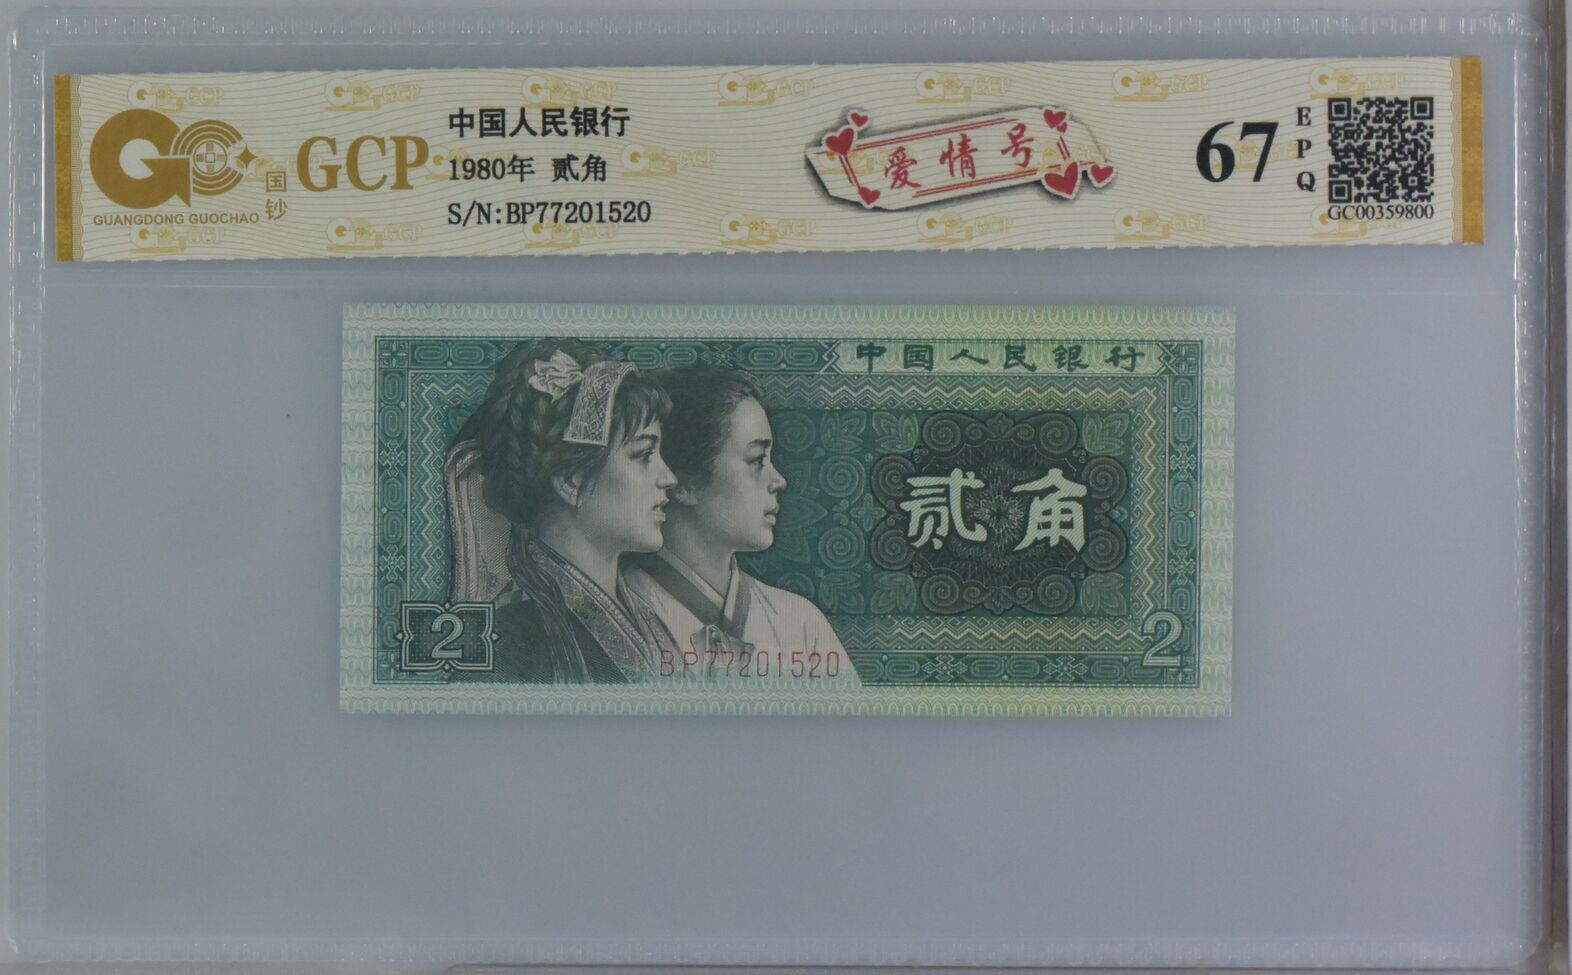 GCP
国钞
GUANGDONG GUOCHAO
中国人民银行
1980年 贰角
S/N:BP77201520
爱情号
67
EPQ
GC00359800
中国人民银行
贰角
2
2
BP77201520